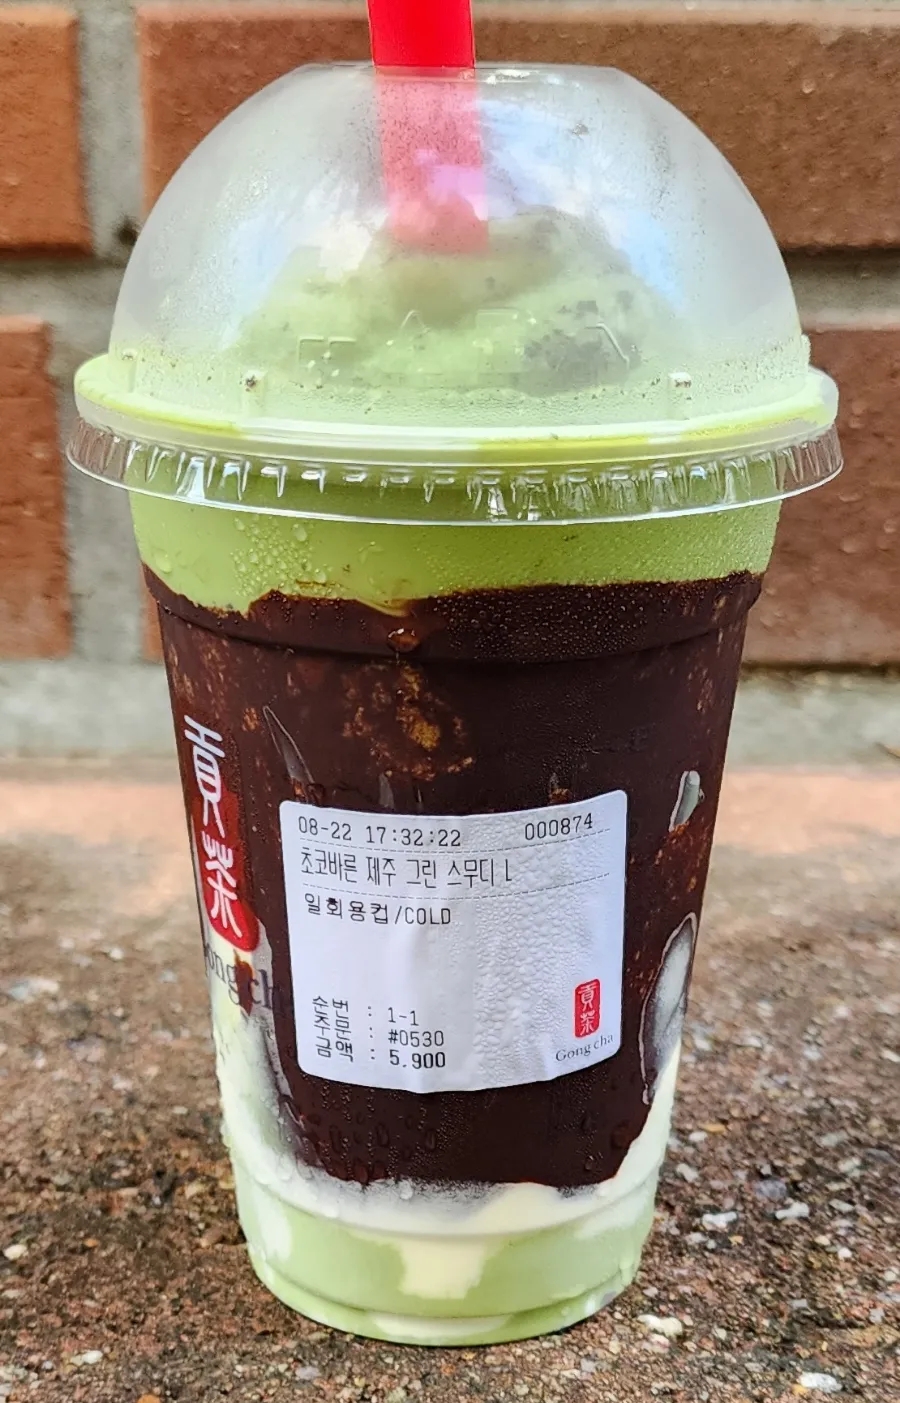 貢茶
ong ch
08-22 17:32:22 000874
초코바른 제주 그린 스무디 L
일회용컵/COLD
순번 : 1-1
주문 : #0530
금액 : 5,900
貢茶
Gong cha